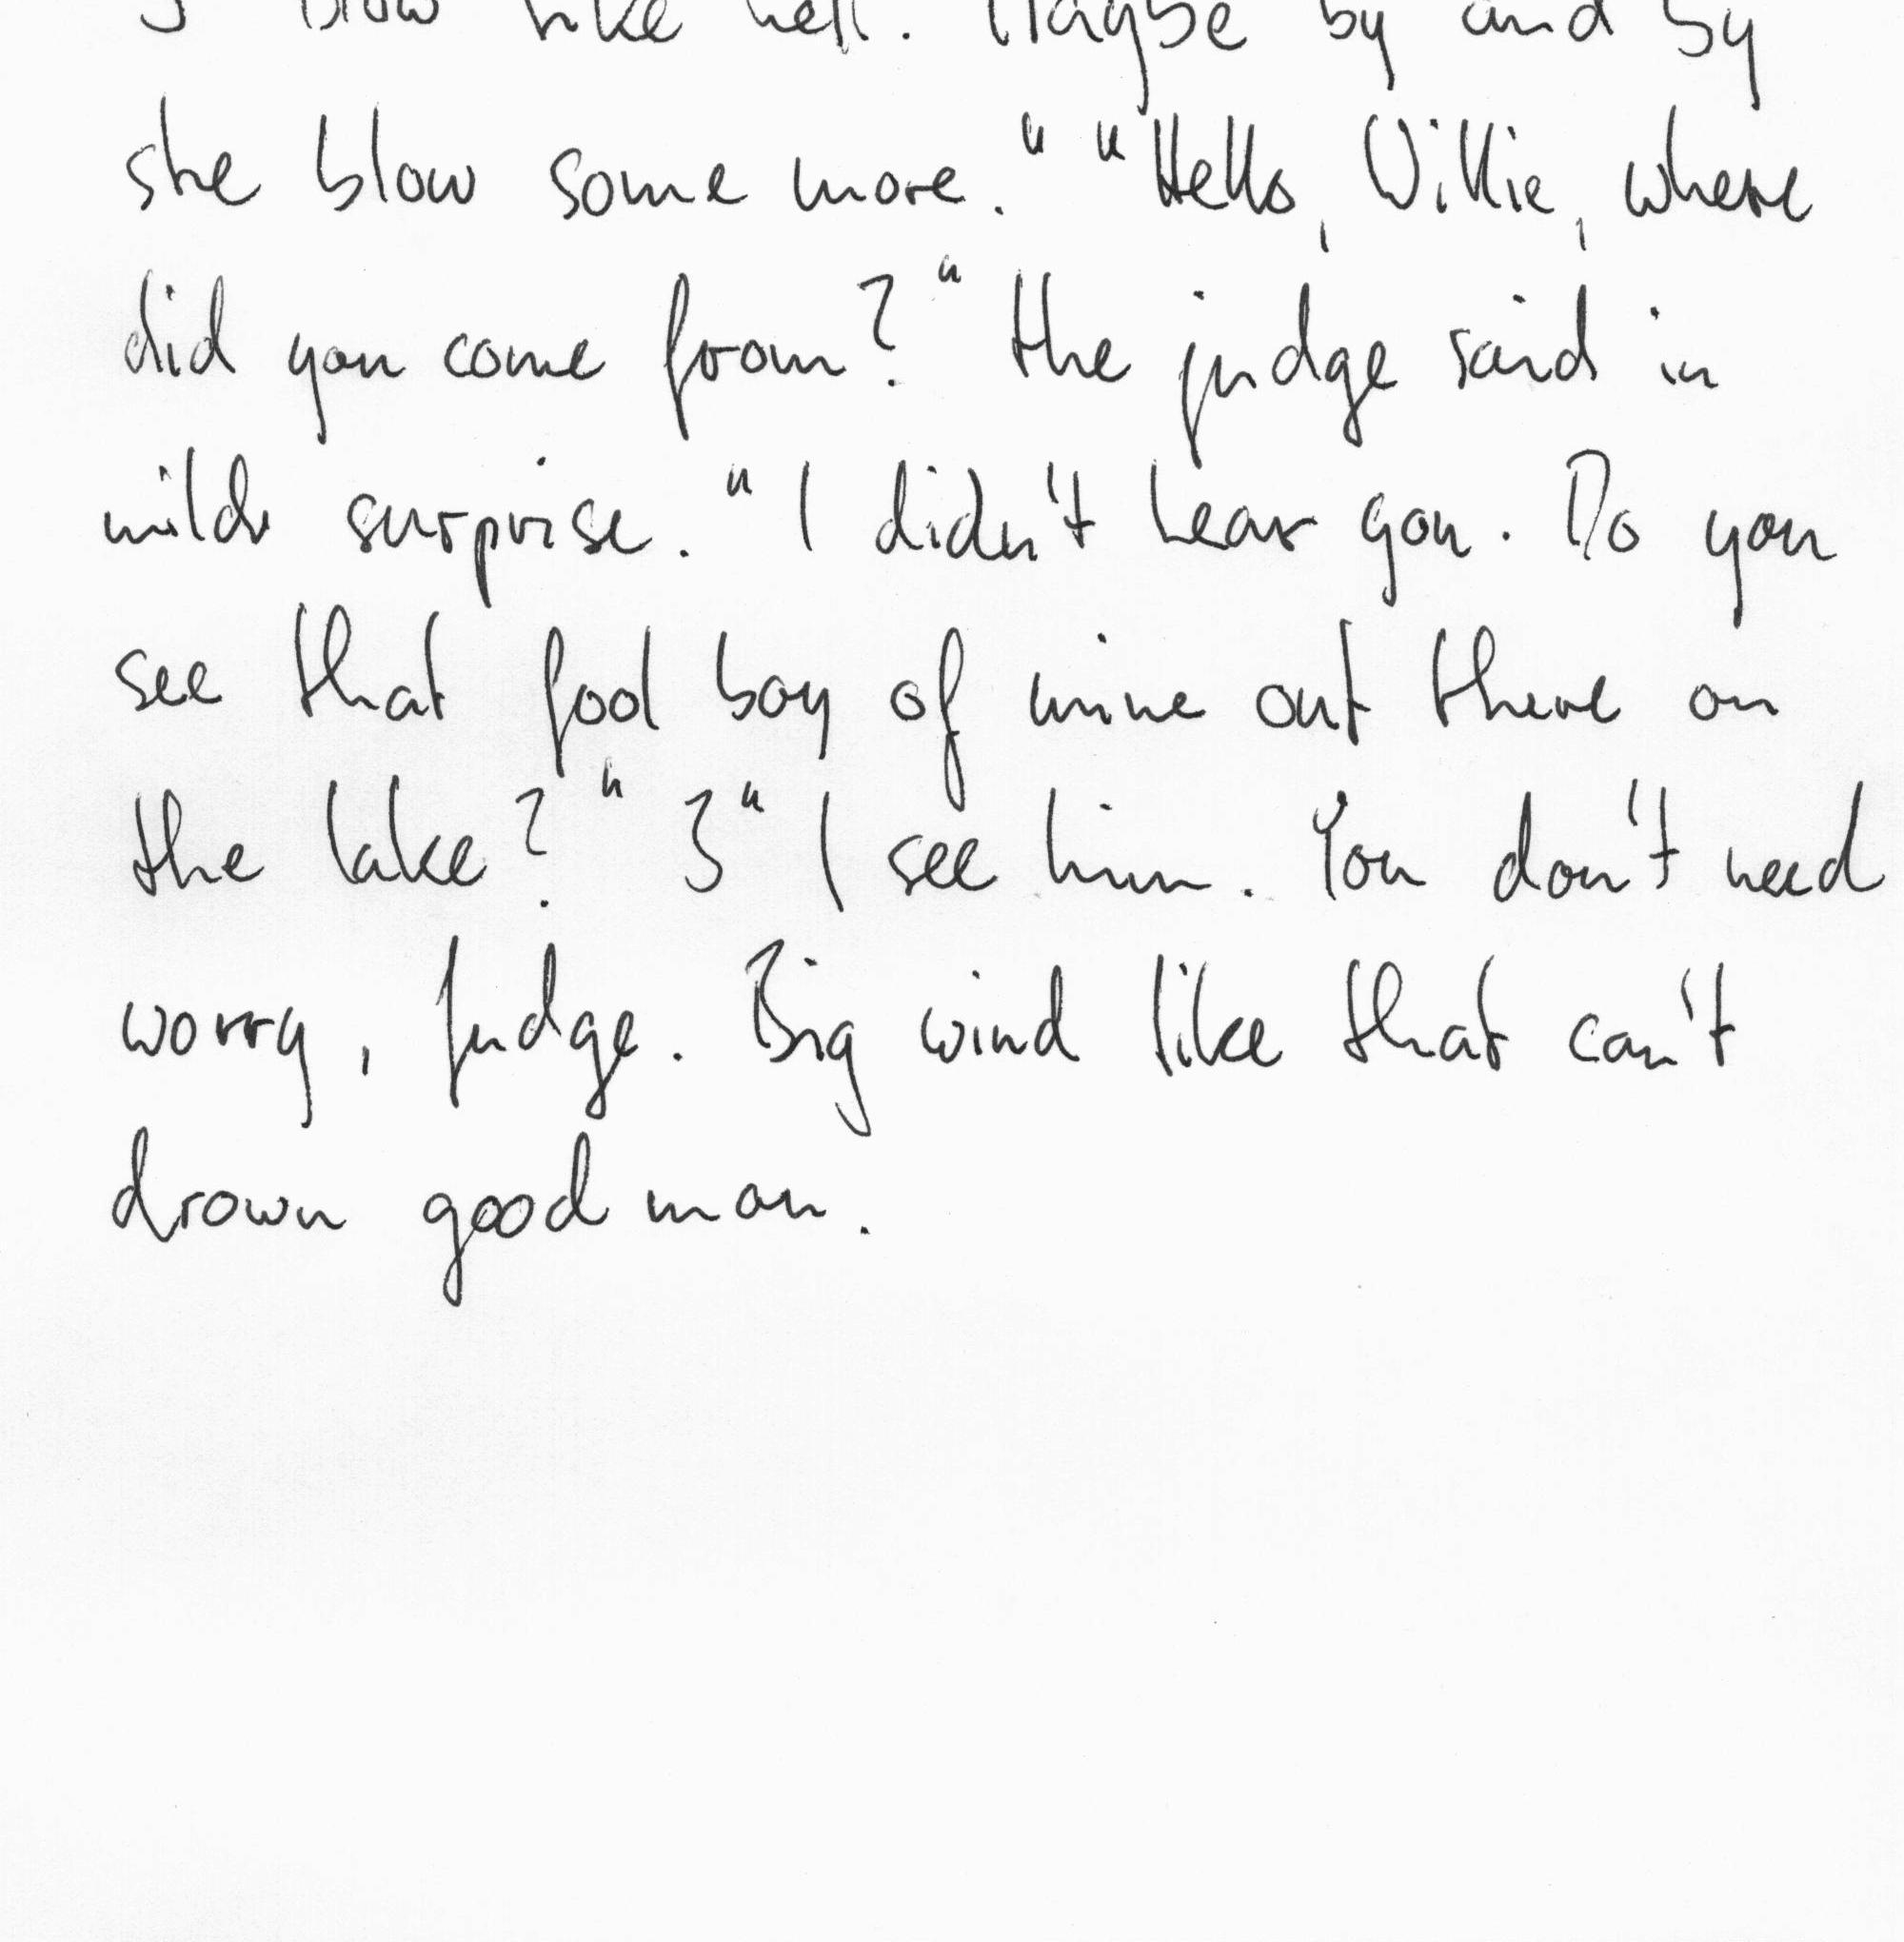 blow like hell. Maybe by and by
she blow some more." "Hello, Willie, where
did you come from?" the judge said in
mild surprise. "I didn't hear you. Do you
see that fool boy of mine out there on
the lake?" 3 "I see him. You don't need
worry, Judge. Big wind like that can't
drown good man.